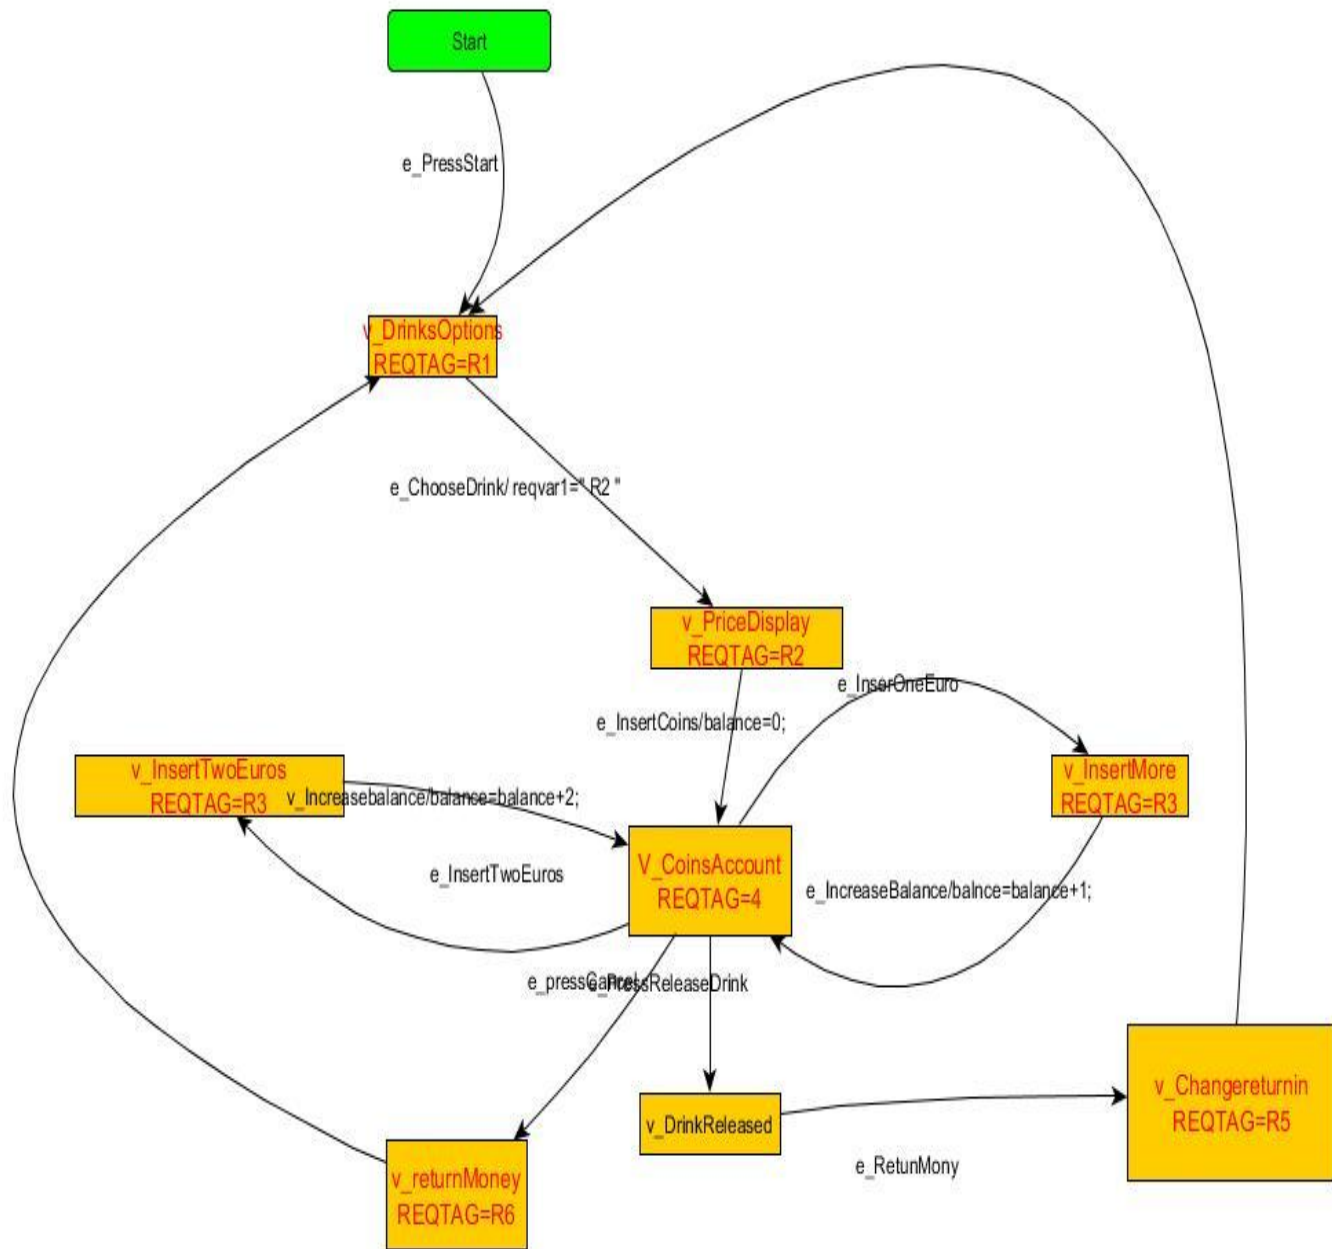 Start
e_PressStart
v_DrinksOptions
REQTAG=R1
e_ChooseDrink/ reqvar1=" R2 "
v_PriceDisplay
REQTAG=R2
e_InserOneEuro
e_InsertCoins/balance=0;
v_InsertTwoEuros
REQTAG=R3
v_Increasebalance/balance=balance+2;
v_InsertMore
REQTAG=R3
V_CoinsAccount
REQTAG=4
e_InsertTwoEuros
e_IncreaseBalance/balnce=balance+1;
e_pressCancel
e_PressReleaseDrink
v_Changereturnin
REQTAG=R5
v_DrinkReleased
e_RetunMony
v_returnMoney
REQTAG=R6